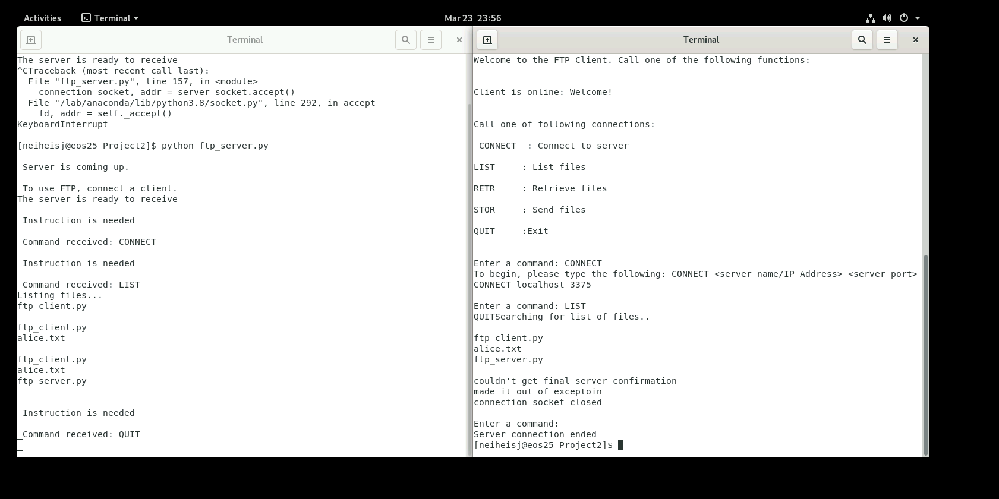 Activities Terminal Mar 23 23:56
Terminal
The server is ready to receive
^CTraceback (most recent call last):
  File "ftp_server.py", line 157, in <module>
    connection_socket, addr = server_socket.accept()
  File "/lab/anaconda/lib/python3.8/socket.py", line 292, in accept
    fd, addr = self._accept()
KeyboardInterrupt
[neiheisj@eos25 Project2]$ python ftp_server.py
 Server is coming up.
 To use FTP, connect a client.
The server is ready to receive
 Instruction is needed
 Command received: CONNECT
 Instruction is needed
 Command received: LIST
Listing files...
ftp_client.py
ftp_client.py
alice.txt
ftp_client.py
alice.txt
ftp_server.py
 Instruction is needed
 Command received: QUIT
Terminal
Welcome to the FTP Client. Call one of the following functions:
Client is online: Welcome!
Call one of following connections:
 CONNECT  : Connect to server
LIST     : List files
RETR     : Retrieve files
STOR     : Send files
QUIT     :Exit
Enter a command: CONNECT
To begin, please type the following: CONNECT <server name/IP Address> <server port>
CONNECT localhost 3375
Enter a command: LIST
QUITSearching for list of files..
ftp_client.py
alice.txt
ftp_server.py
couldn't get final server confirmation
made it out of exceptoin
connection socket closed
Enter a command:
Server connection ended
[neiheisj@eos25 Project2]$